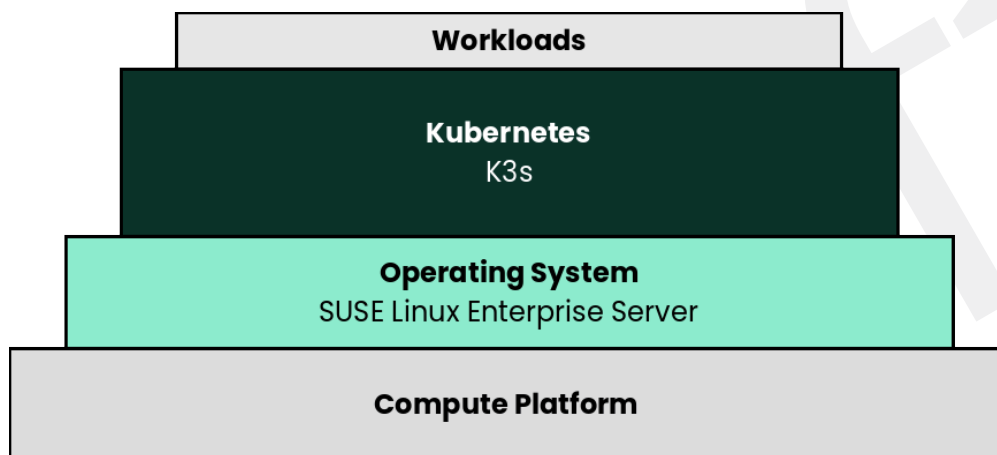 Workloads
Kubernetes
K3s
Operating System
SUSE Linux Enterprise Server
Compute Platform